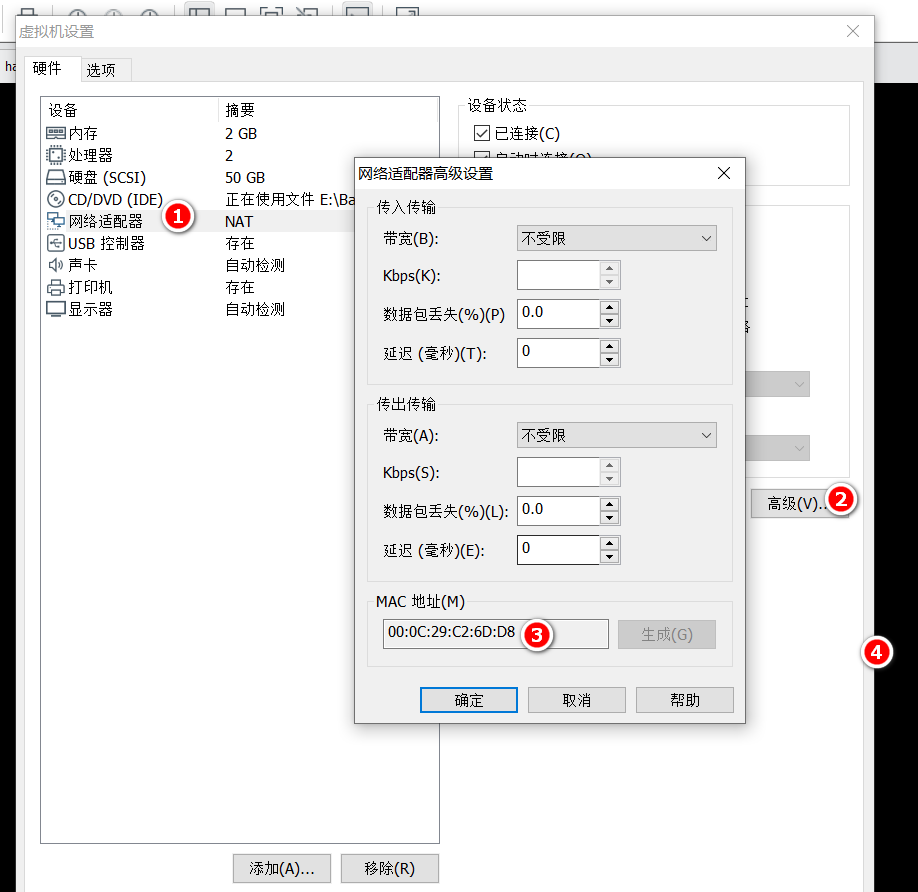 虚拟机设置
ha
硬件
选项
设备 摘要
内存 2 GB
处理器 2
硬盘 (SCSI) 50 GB
CD/DVD (IDE) 正在使用文件 E:\Ba
网络适配器 1 NAT
USB 控制器 存在
声卡 自动检测
打印机 存在
显示器 自动检测
添加(A)...
移除(R)
设备状态
已连接(C)
启动时连接(O)
高级(V)... 2
网络适配器高级设置
传入传输
带宽(B): 不受限
Kbps(K):
数据包丢失(%)(P) 0.0
延迟 (毫秒)(T): 0
传出传输
带宽(A): 不受限
Kbps(S):
数据包丢失(%)(L): 0.0
延迟 (毫秒)(E): 0
MAC 地址(M)
00:0C:29:C2:6D:D8 3 生成(G)
4
确定 取消 帮助